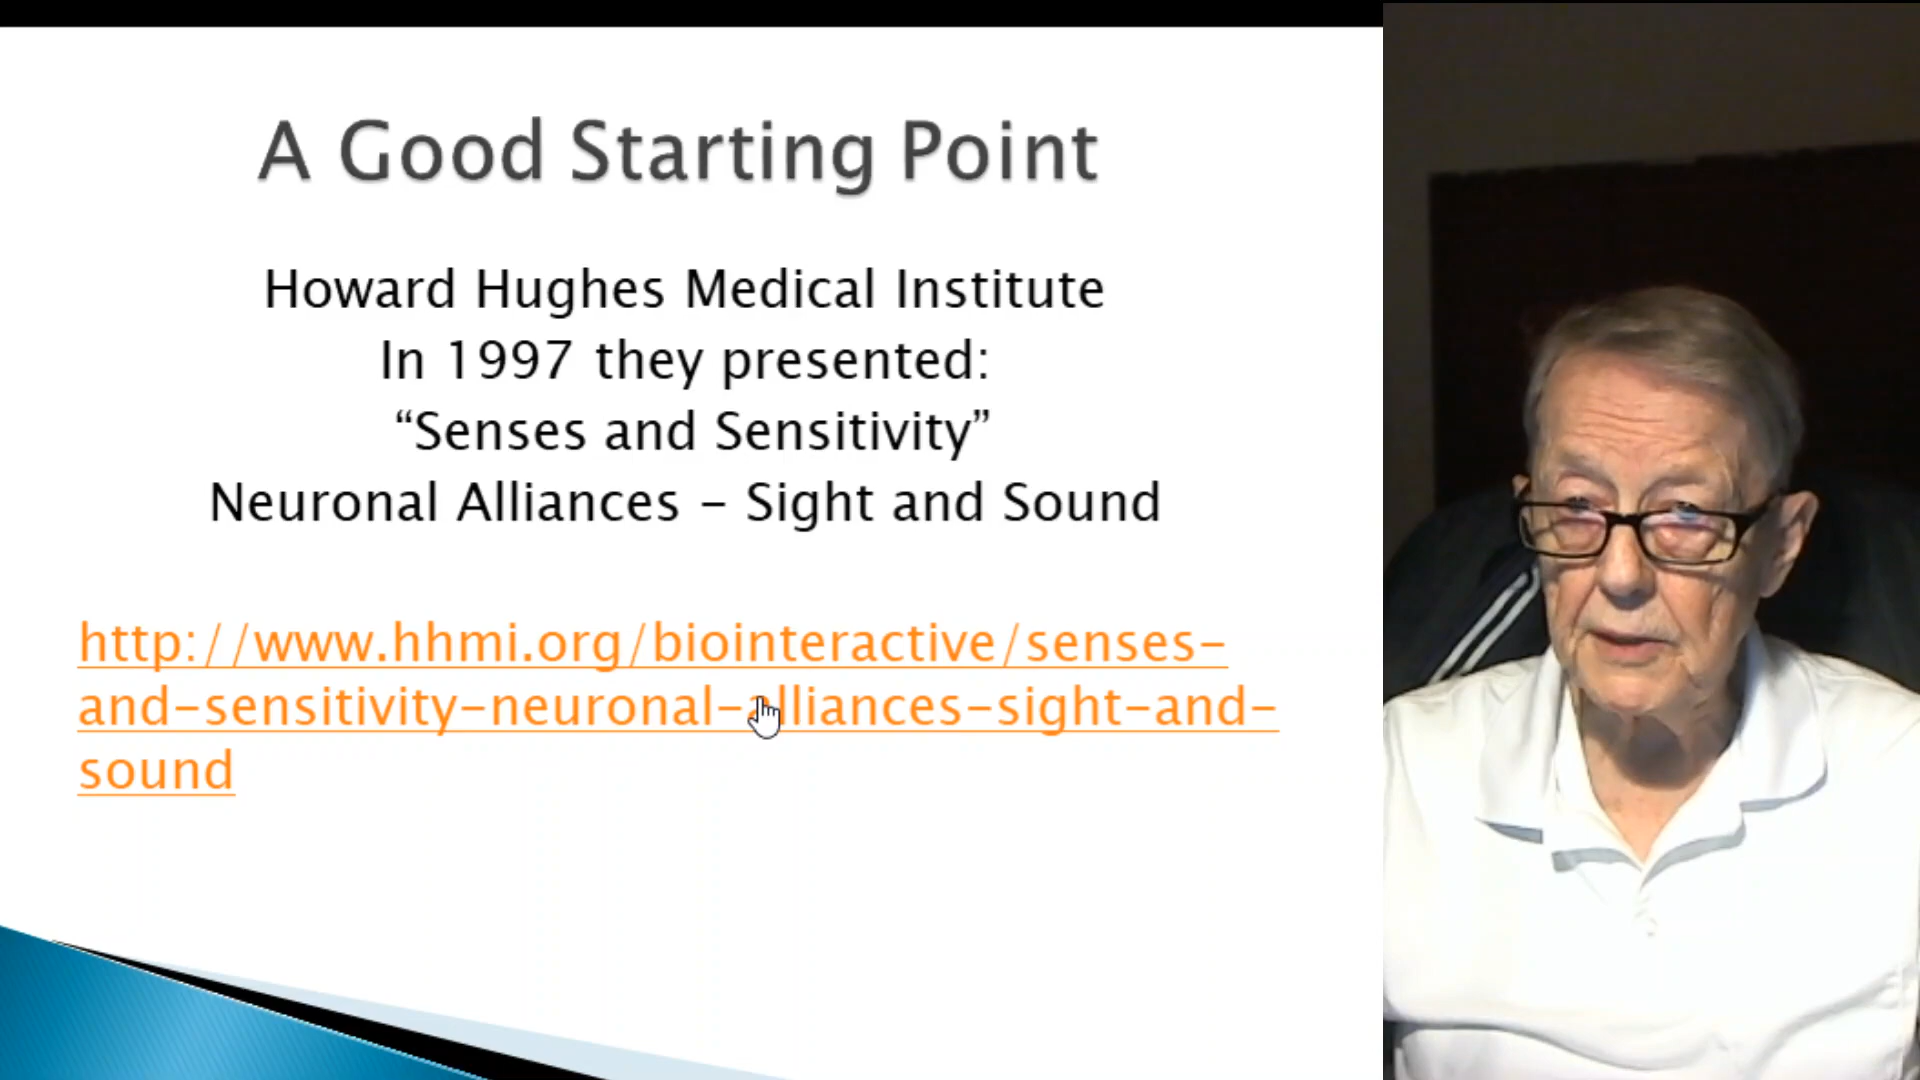 A Good Starting Point
Howard Hughes Medical Institute
In 1997 they presented:
“Senses and Sensitivity”
Neuronal Alliances – Sight and Sound
http://www.hhmi.org/biointeractive/senses-
and-sensitivity-neuronal-alliances-sight-and-
sound